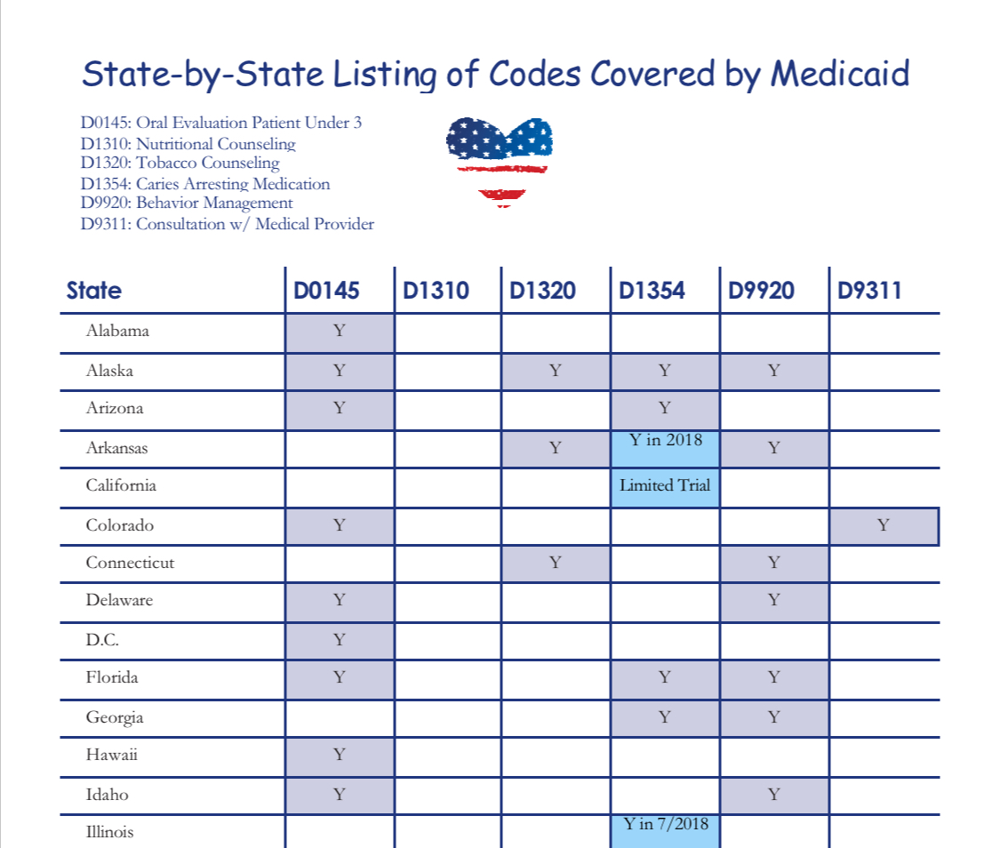 State-by-State Listing of Codes Covered by Medicaid
D0145: Oral Evaluation Patient Under 3
D1310: Nutritional Counseling
D1320: Tobacco Counseling
D1354: Caries Arresting Medication
D9920: Behavior Management
D9311: Consultation w/ Medical Provider
State D0145 D1310 D1320 D1354 D9920 D9311
Alabama Y
Alaska Y Y Y Y
Arizona Y Y
Arkansas Y Y in 2018 Y
California Limited Trial
Colorado Y Y
Connecticut Y Y
Delaware Y Y
D.C. Y
Florida Y Y Y
Georgia Y Y
Hawaii Y
Idaho Y Y
Illinois Y in 7/2018